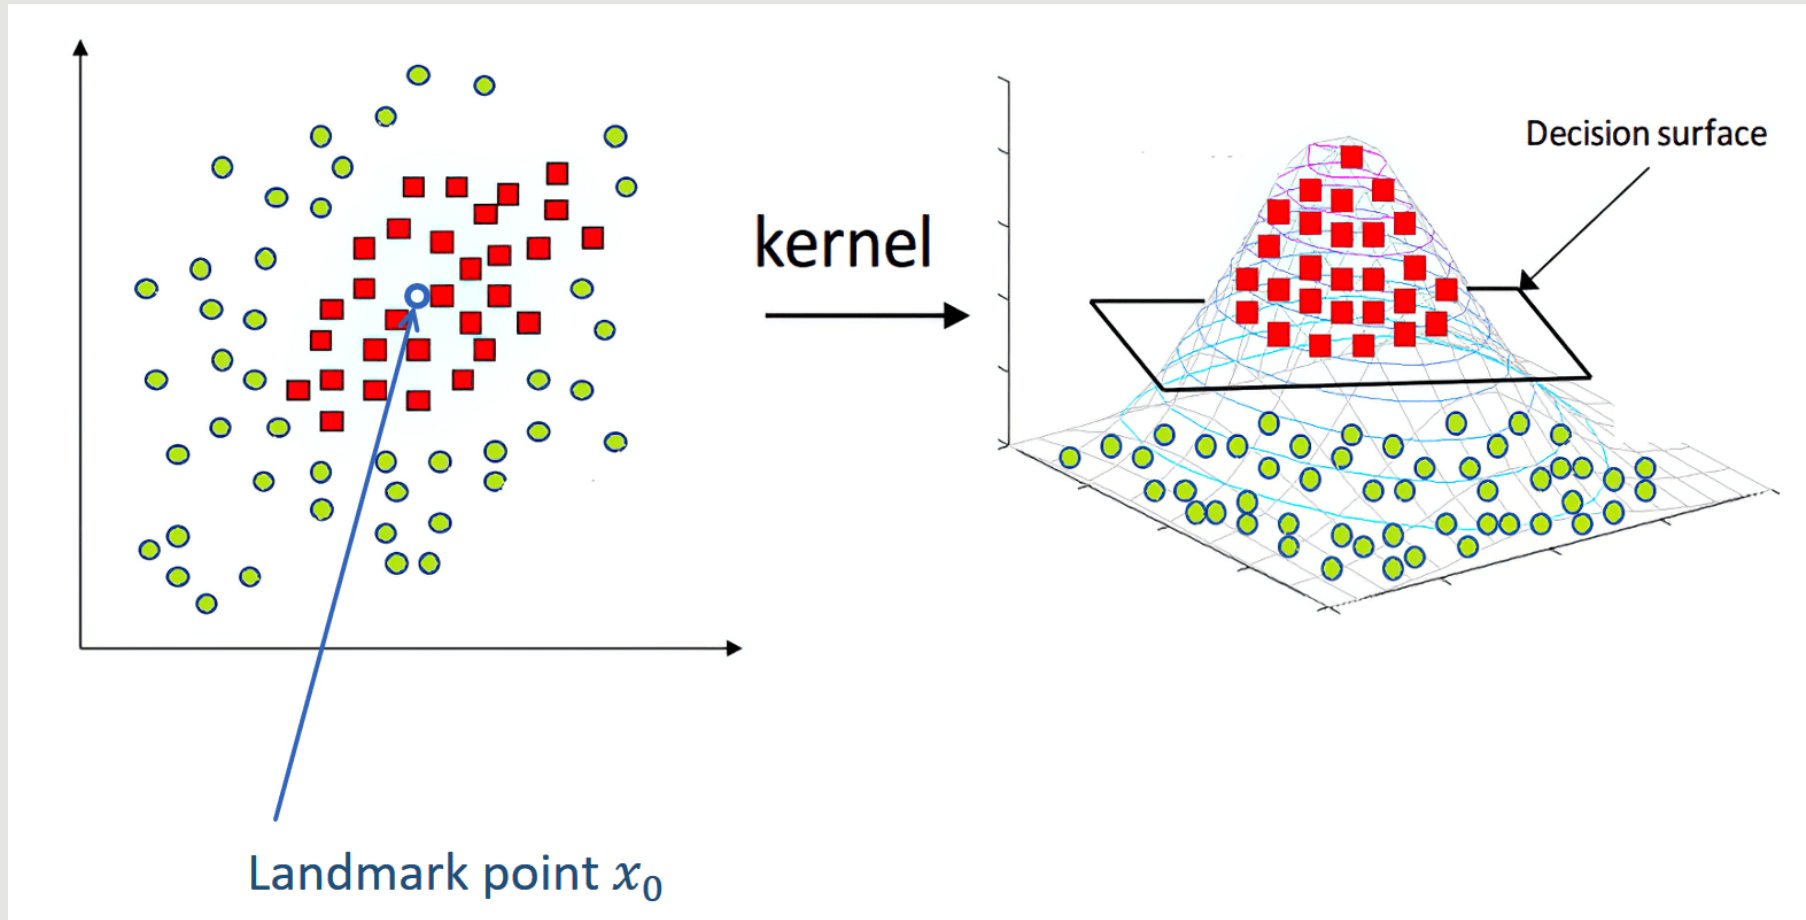 kernel
Decision surface
Landmark point x₀